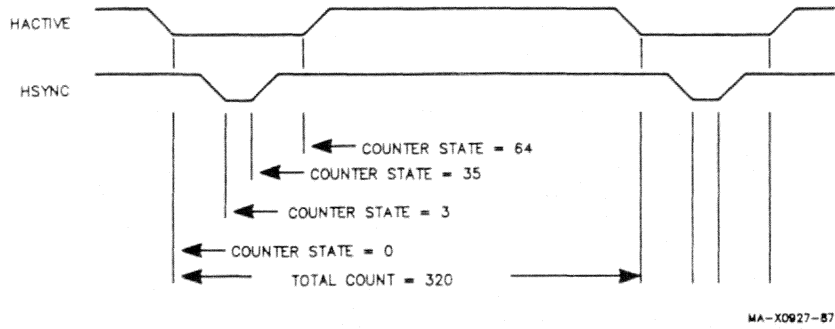 HACTIVE
HSYNC
COUNTER STATE = 64
COUNTER STATE = 35
COUNTER STATE = 3
COUNTER STATE = 0
TOTAL COUNT = 320
MA-X0927-87